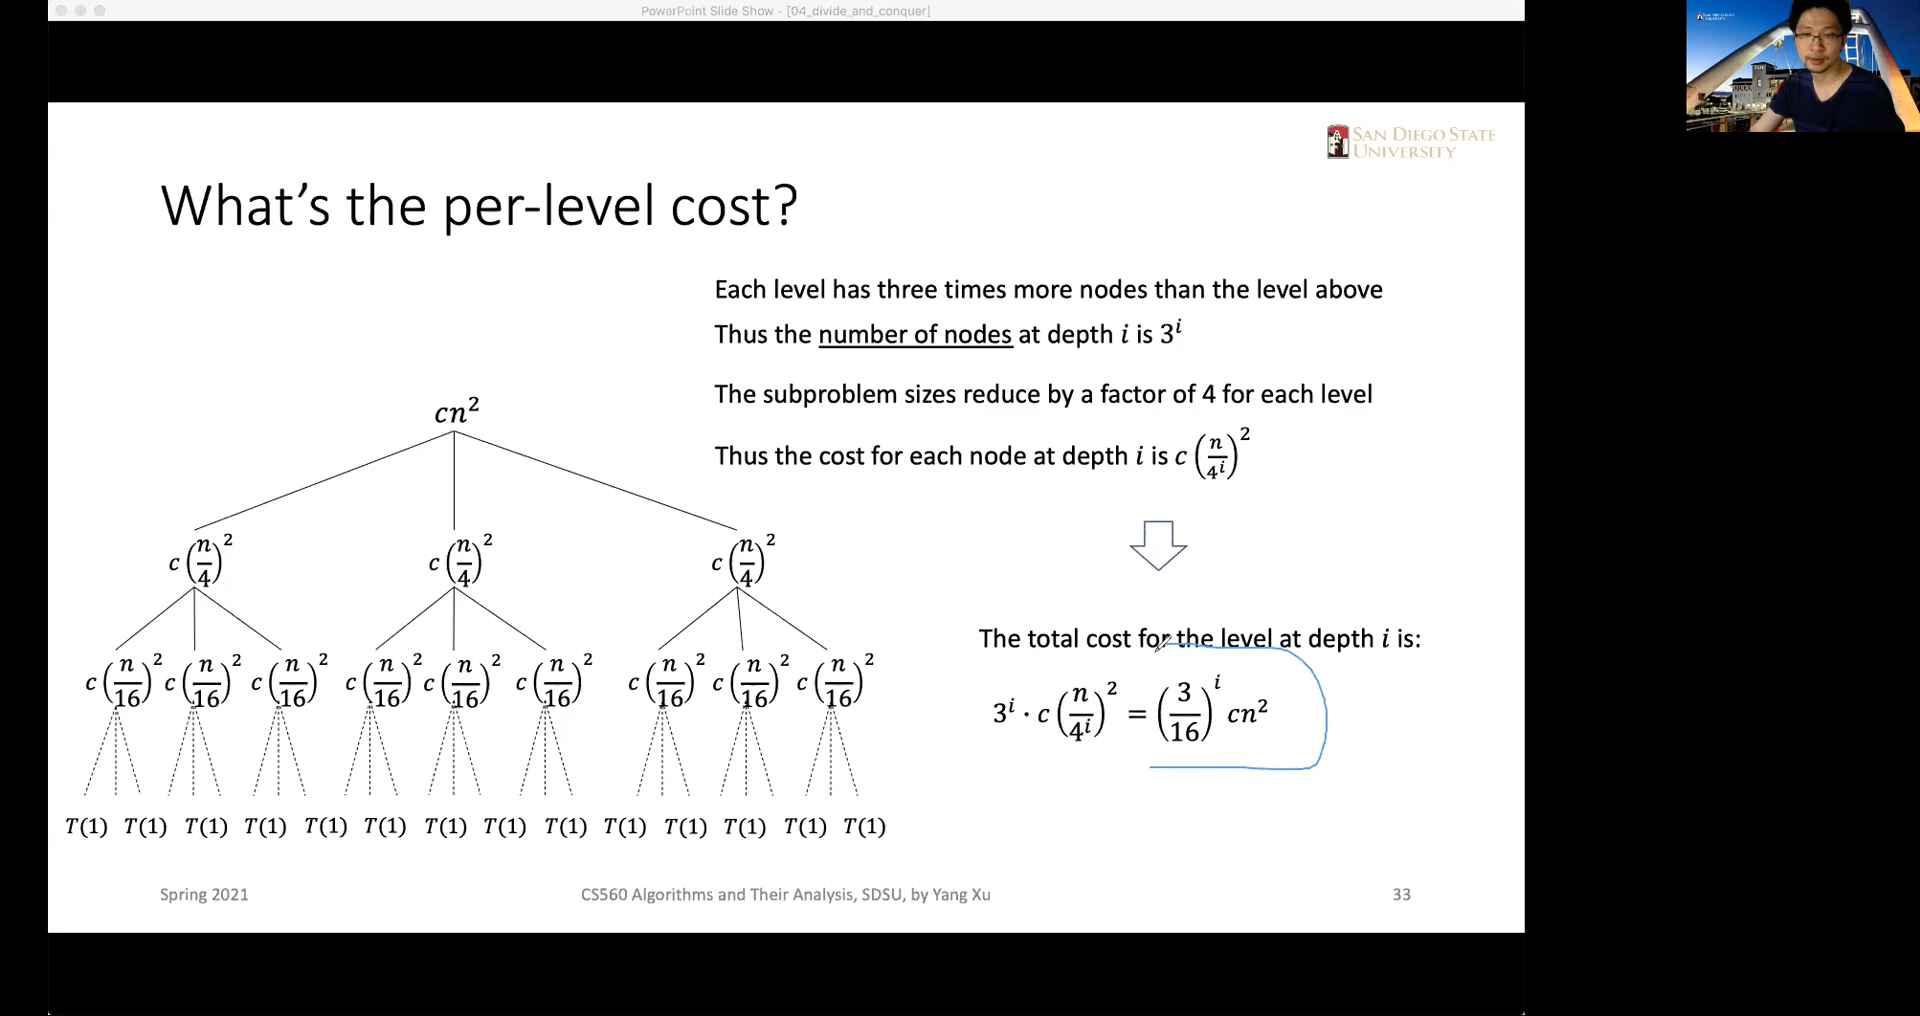 PowerPoint Slide Show - [04_divide_and_conquer]
SAN DIEGO STATE
UNIVERSITY
What's the per-level cost?
Each level has three times more nodes than the level above
Thus the number of nodes at depth i is 3^i
The subproblem sizes reduce by a factor of 4 for each level
Thus the cost for each node at depth i is c (n/4^i)^2
cn^2
c (n/4)^2 c (n/4)^2 c (n/4)^2
c (n/16)^2 c (n/16)^2 c (n/16)^2 c (n/16)^2 c (n/16)^2 c (n/16)^2 c (n/16)^2 c (n/16)^2 c (n/16)^2
T(1) T(1) T(1) T(1) T(1) T(1) T(1) T(1) T(1) T(1) T(1) T(1) T(1) T(1)
The total cost for the level at depth i is:
3^i · c (n/4^i)^2 = (3/16)^i cn^2
Spring 2021
CS560 Algorithms and Their Analysis, SDSU, by Yang Xu
33